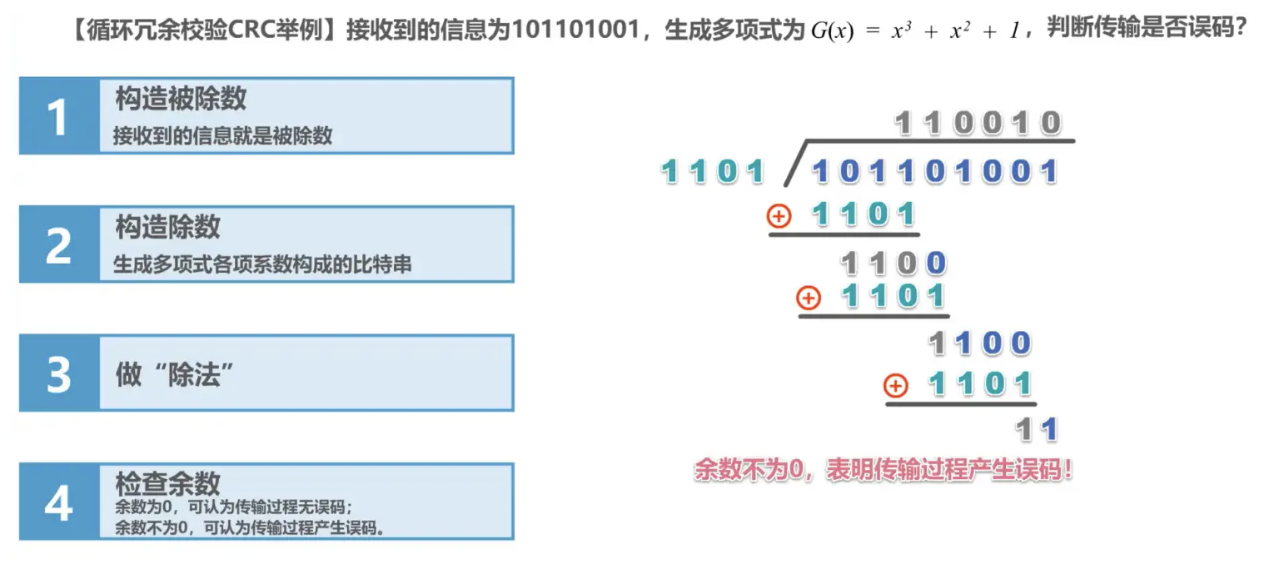 【循环冗余校验CRC举例】接收到的信息为101101001，生成多项式为 G(x) = x³ + x² + 1，判断传输是否误码？
1
构造被除数
接收到的信息就是被除数
2
构造除数
生成多项式各项系数构成的比特串
3
做“除法”
4
检查余数
余数为0，可认为传输过程无误码；
余数不为0，可认为传输过程产生误码。
110010
1101 101101001
⊕ 1101
1100
⊕ 1101
1100
⊕ 1101
11
余数不为0，表明传输过程产生误码！